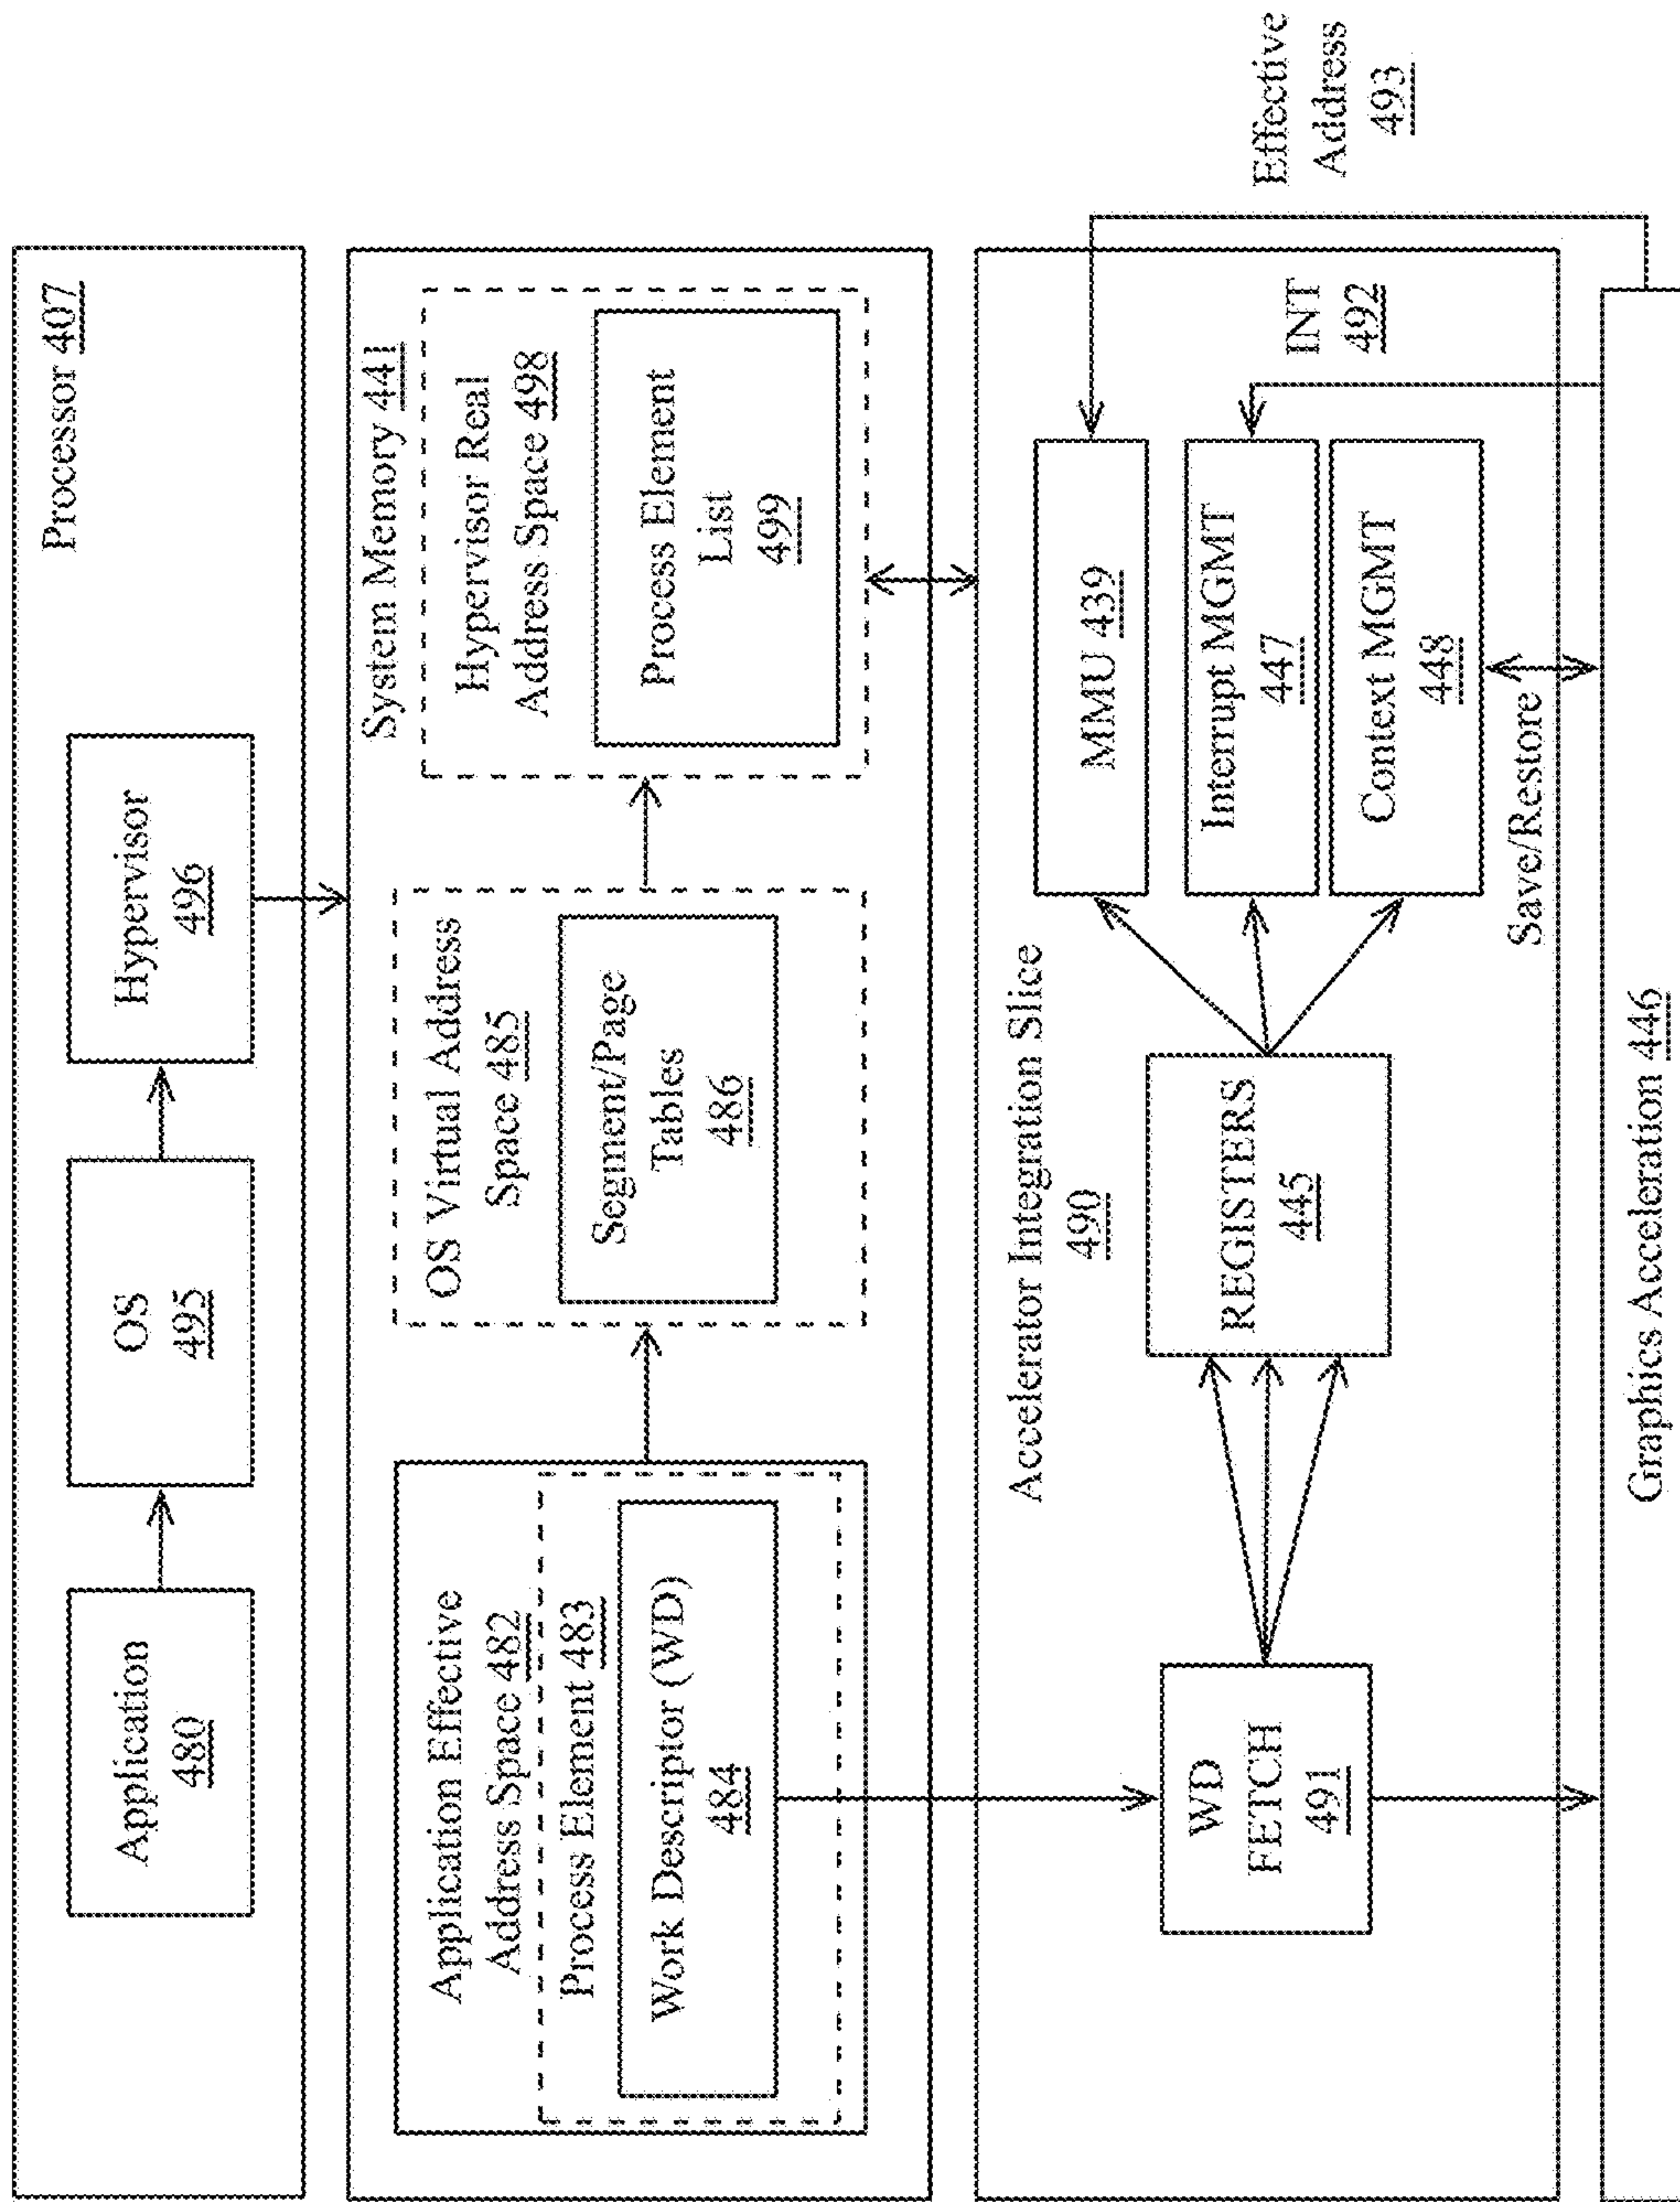 Processor 407
Application
480
OS
495
Hypervisor
496
System Memory 441
Application Effective
Address Space 482
Process Element 483
Work Descriptor (WD)
484
OS Virtual Address
Space 485
Segment/Page
Tables
486
Hypervisor Real
Address Space 498
Process Element
List
499
Accelerator Integration Slice
490
WD
FETCH
491
REGISTERS
445
MMU 439
Interrupt MGMT
447
Context MGMT
448
INT
492
Effective
Address
493
Save/Restore
Graphics Acceleration 446